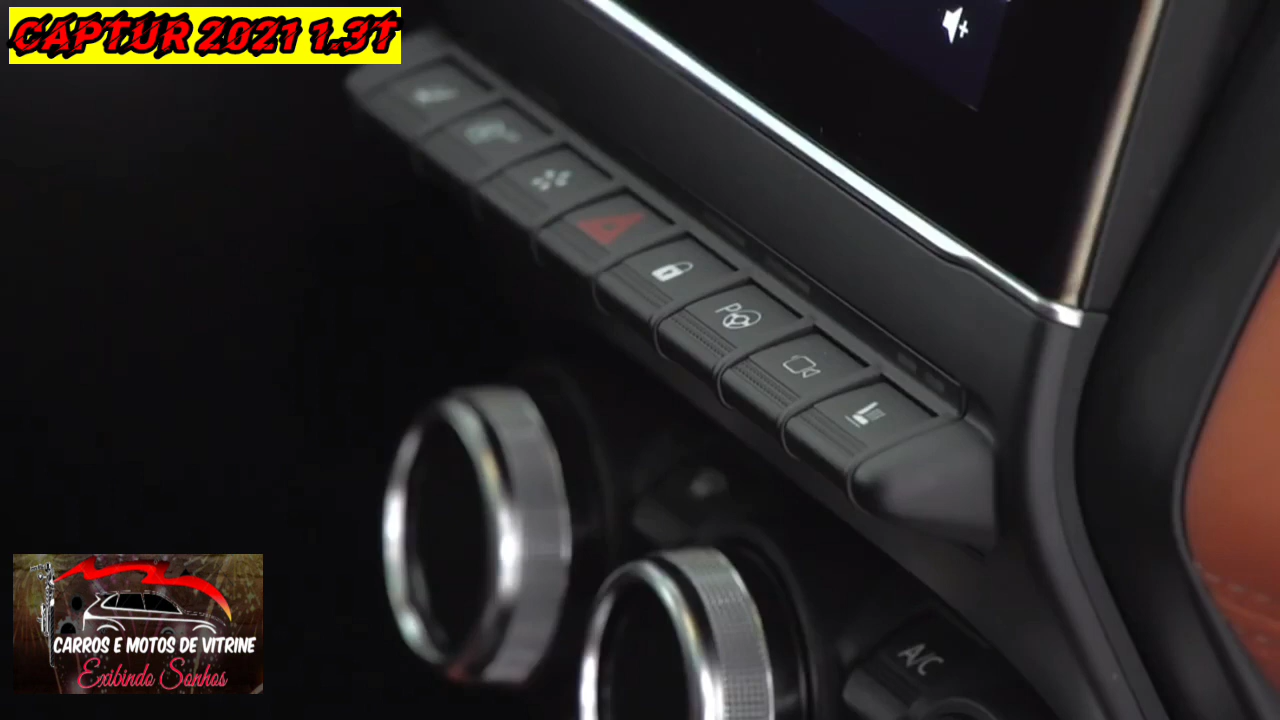 CAPTUR 2021 1.3T
P
A/C
CARROS E MOTOS DE VITRINE
Exibindo Sonhos